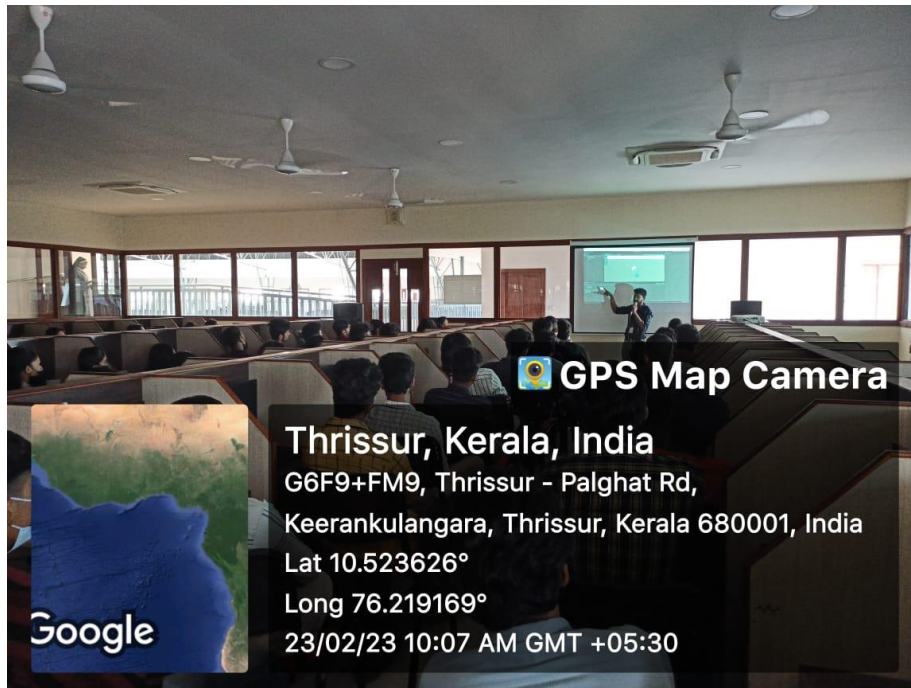 GPS Map Camera
Thrissur, Kerala, India
G6F9+FM9, Thrissur - Palghat Rd,
Keerankulangara, Thrissur, Kerala 680001, India
Lat 10.523626°
Long 76.219169°
23/02/23 10:07 AM GMT +05:30
Google